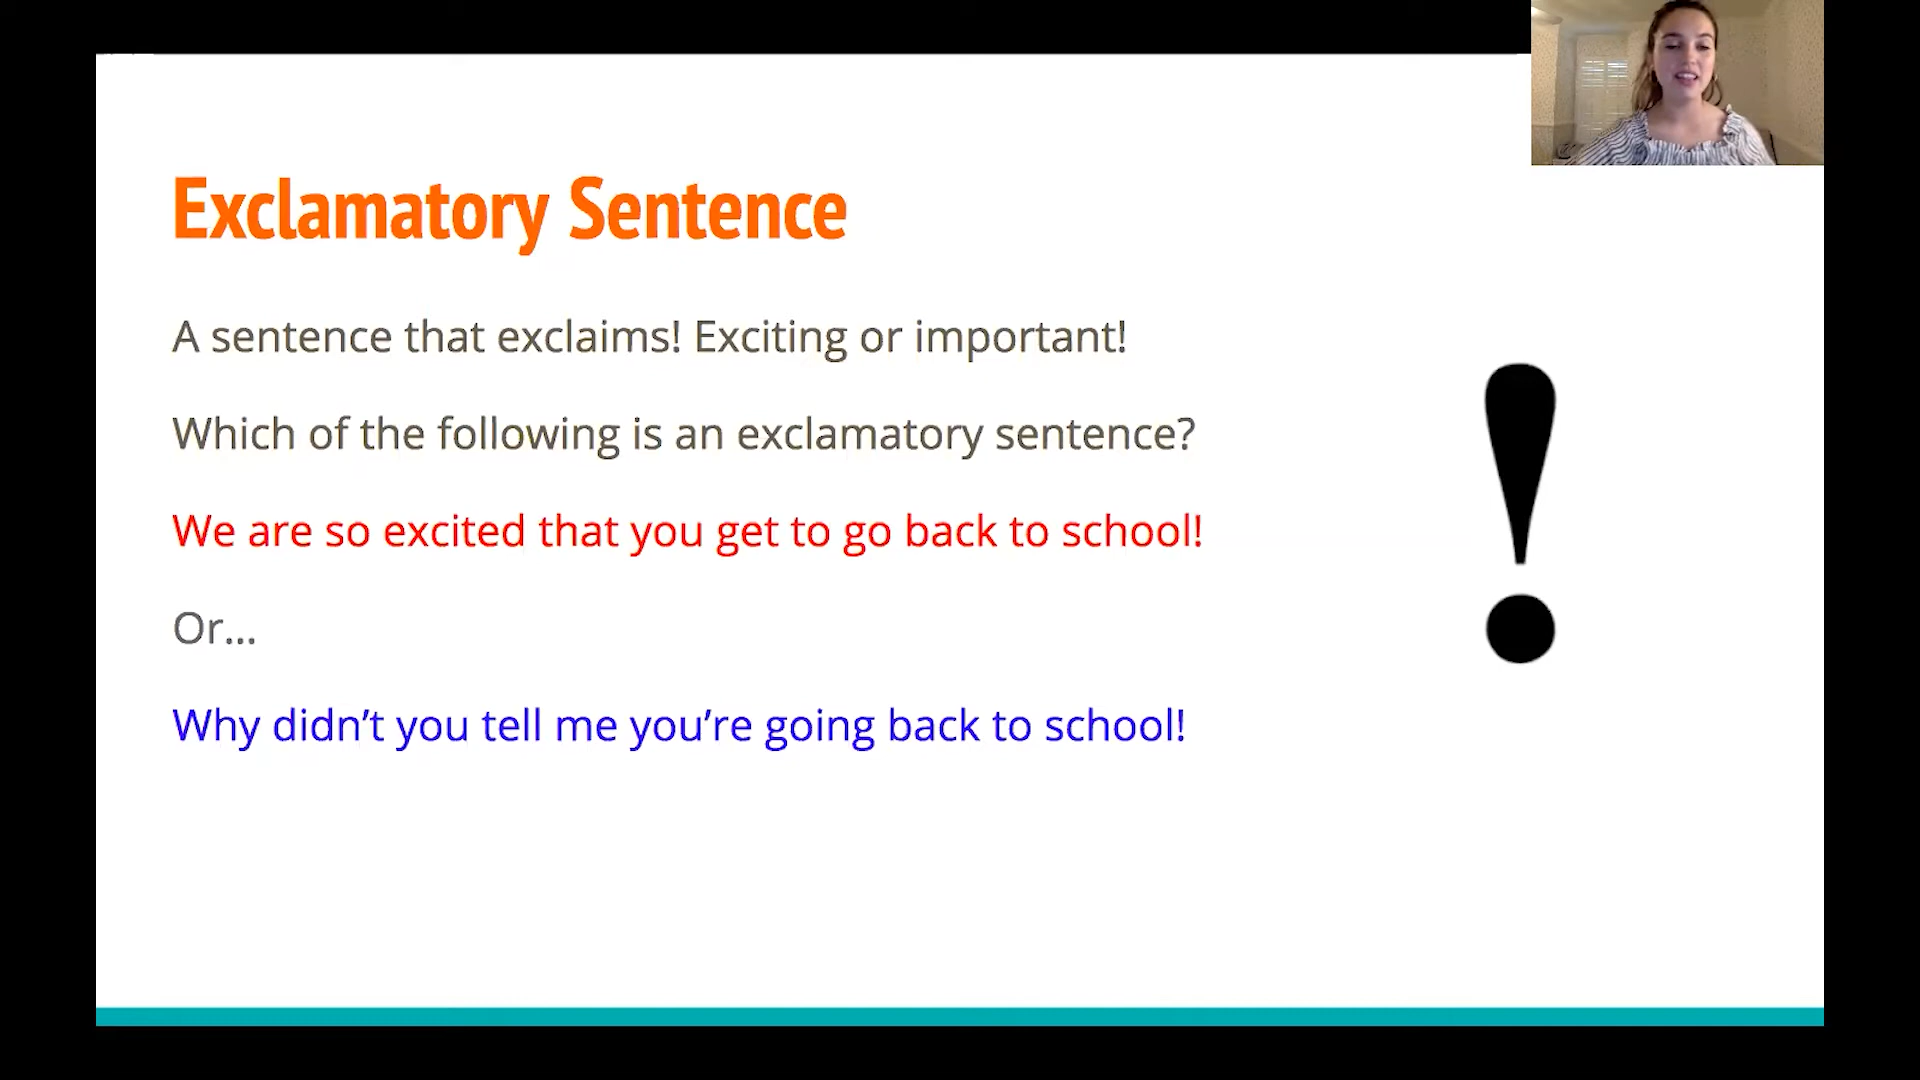 Exclamatory Sentence
A sentence that exclaims! Exciting or important!
Which of the following is an exclamatory sentence?
We are so excited that you get to go back to school!
Or...
Why didn’t you tell me you’re going back to school!
!